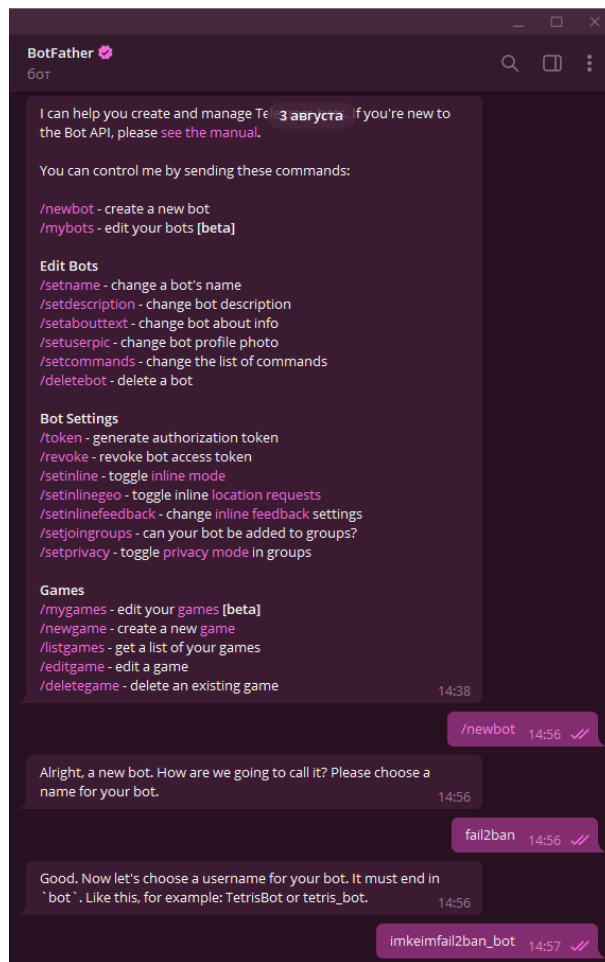 BotFather
бот
I can help you create and manage Te 3 августа If you're new to
the Bot API, please see the manual.
You can control me by sending these commands:
/newbot - create a new bot
/mybots - edit your bots [beta]
Edit Bots
/setname - change a bot's name
/setdescription - change bot description
/setabouttext - change bot about info
/setuserpic - change bot profile photo
/setcommands - change the list of commands
/deletebot - delete a bot
Bot Settings
/token - generate authorization token
/revoke - revoke bot access token
/setinline - toggle inline mode
/setinlinegeo - toggle inline location requests
/setinlinefeedback - change inline feedback settings
/setjoingroups - can your bot be added to groups?
/setprivacy - toggle privacy mode in groups
Games
/mygames - edit your games [beta]
/newgame - create a new game
/listgames - get a list of your games
/editgame - edit a game
/deletegame - delete an existing game
14:38
/newbot 14:56
Alright, a new bot. How are we going to call it? Please choose a
name for your bot.
14:56
fail2ban 14:56
Good. Now let's choose a username for your bot. It must end in
`bot`. Like this, for example: TetrisBot or tetris_bot.
14:56
imkeimfail2ban_bot 14:57